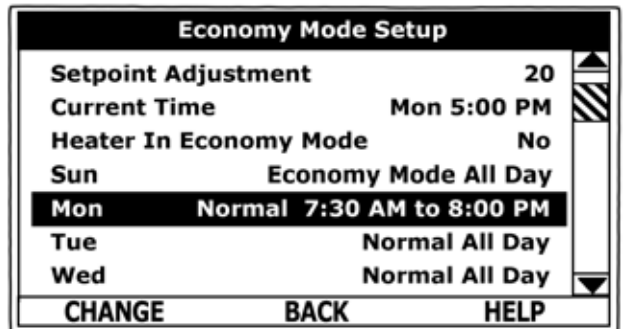 Economy Mode Setup
Setpoint Adjustment 20
Current Time Mon 5:00 PM
Heater In Economy Mode No
Sun Economy Mode All Day
Mon Normal 7:30 AM to 8:00 PM
Tue Normal All Day
Wed Normal All Day
CHANGE BACK HELP